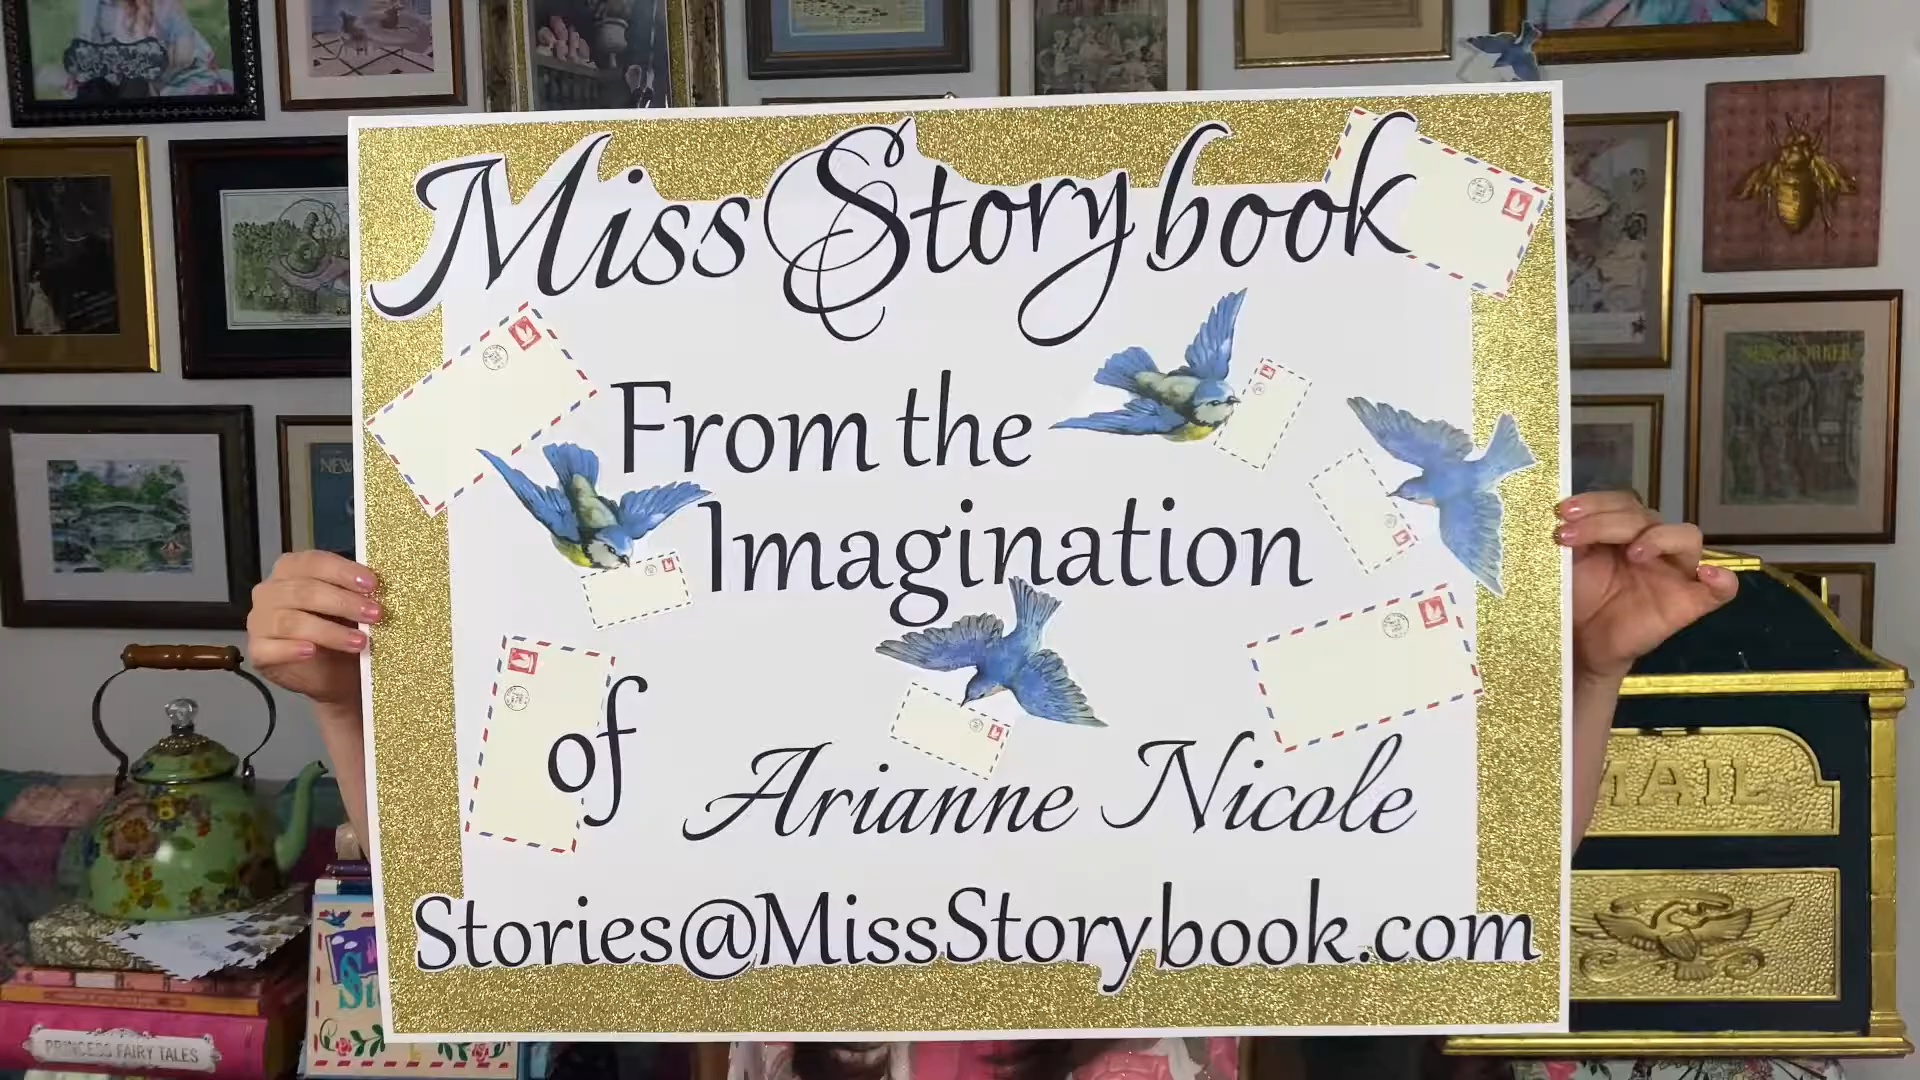 Miss Storybook
From the
Imagination
of
Arianne Nicole
Stories@MissStorybook.com
MAIL
PRINCESS FAIRY TALES